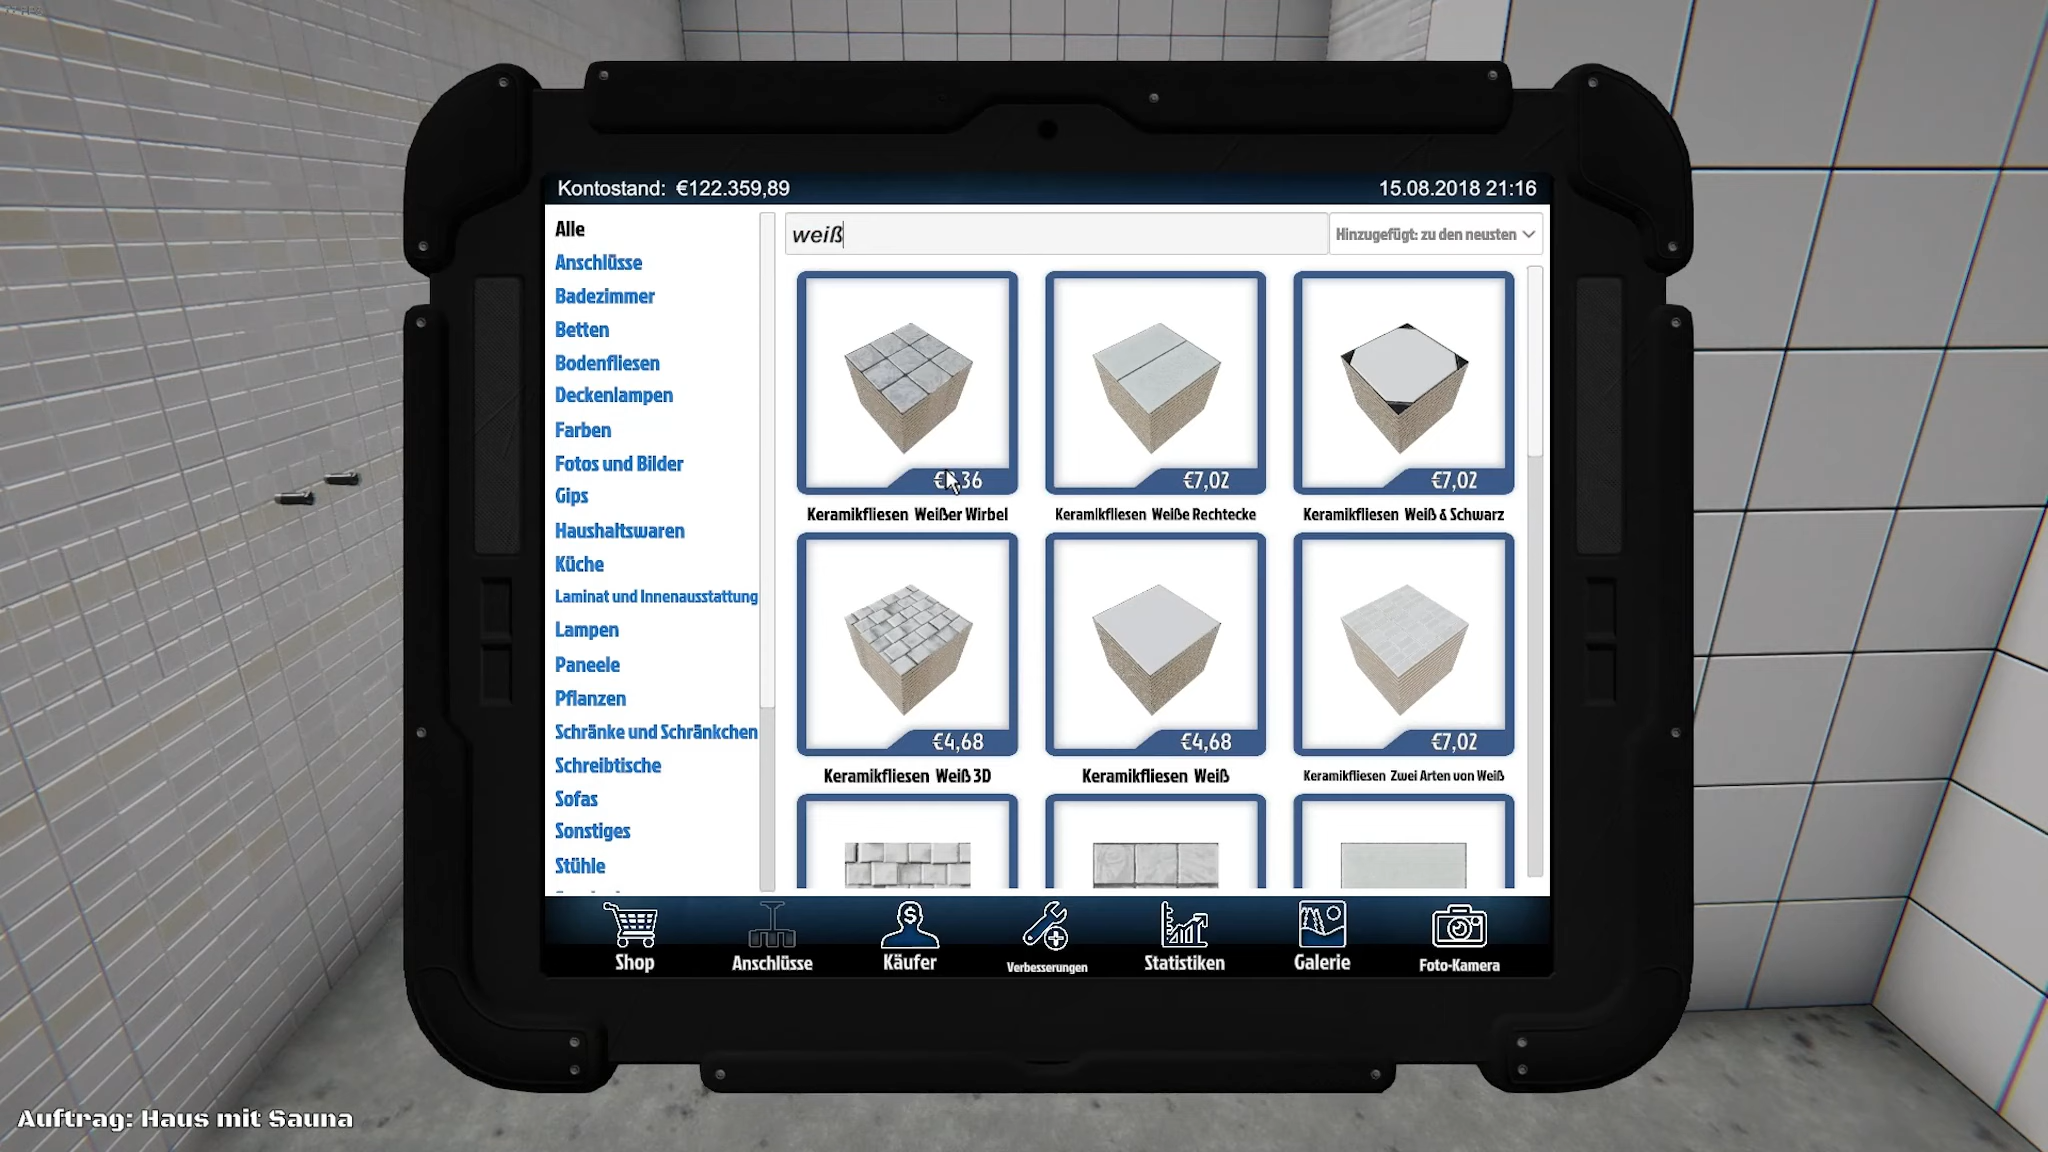 Kontostand: €122.359,89
15.08.2018 21:16
Alle
Anschlüsse
Badezimmer
Betten
Bodenfliesen
Deckenlampen
Farben
Fotos und Bilder
Gips
Haushaltswaren
Küche
Laminat und Innenausstattung
Lampen
Paneele
Pflanzen
Schränke und Schränkchen
Schreibtische
Sofas
Sonstiges
Stühle
weiß
Hinzugefügt: zu den neusten
€7,02
€7,02
Keramikfliesen Weißer Wirbel
Keramikfliesen Weiße Rechtecke
Keramikfliesen Weiß & Schwarz
€4,68
€4,68
€7,02
Keramikfliesen Weiß 3D
Keramikfliesen Weiß
Keramikfliesen Zwei Arten von Weiß
Shop
Anschlüsse
Käufer
Verbesserungen
Statistiken
Galerie
Foto-Kamera
Auftrag: Haus mit Sauna